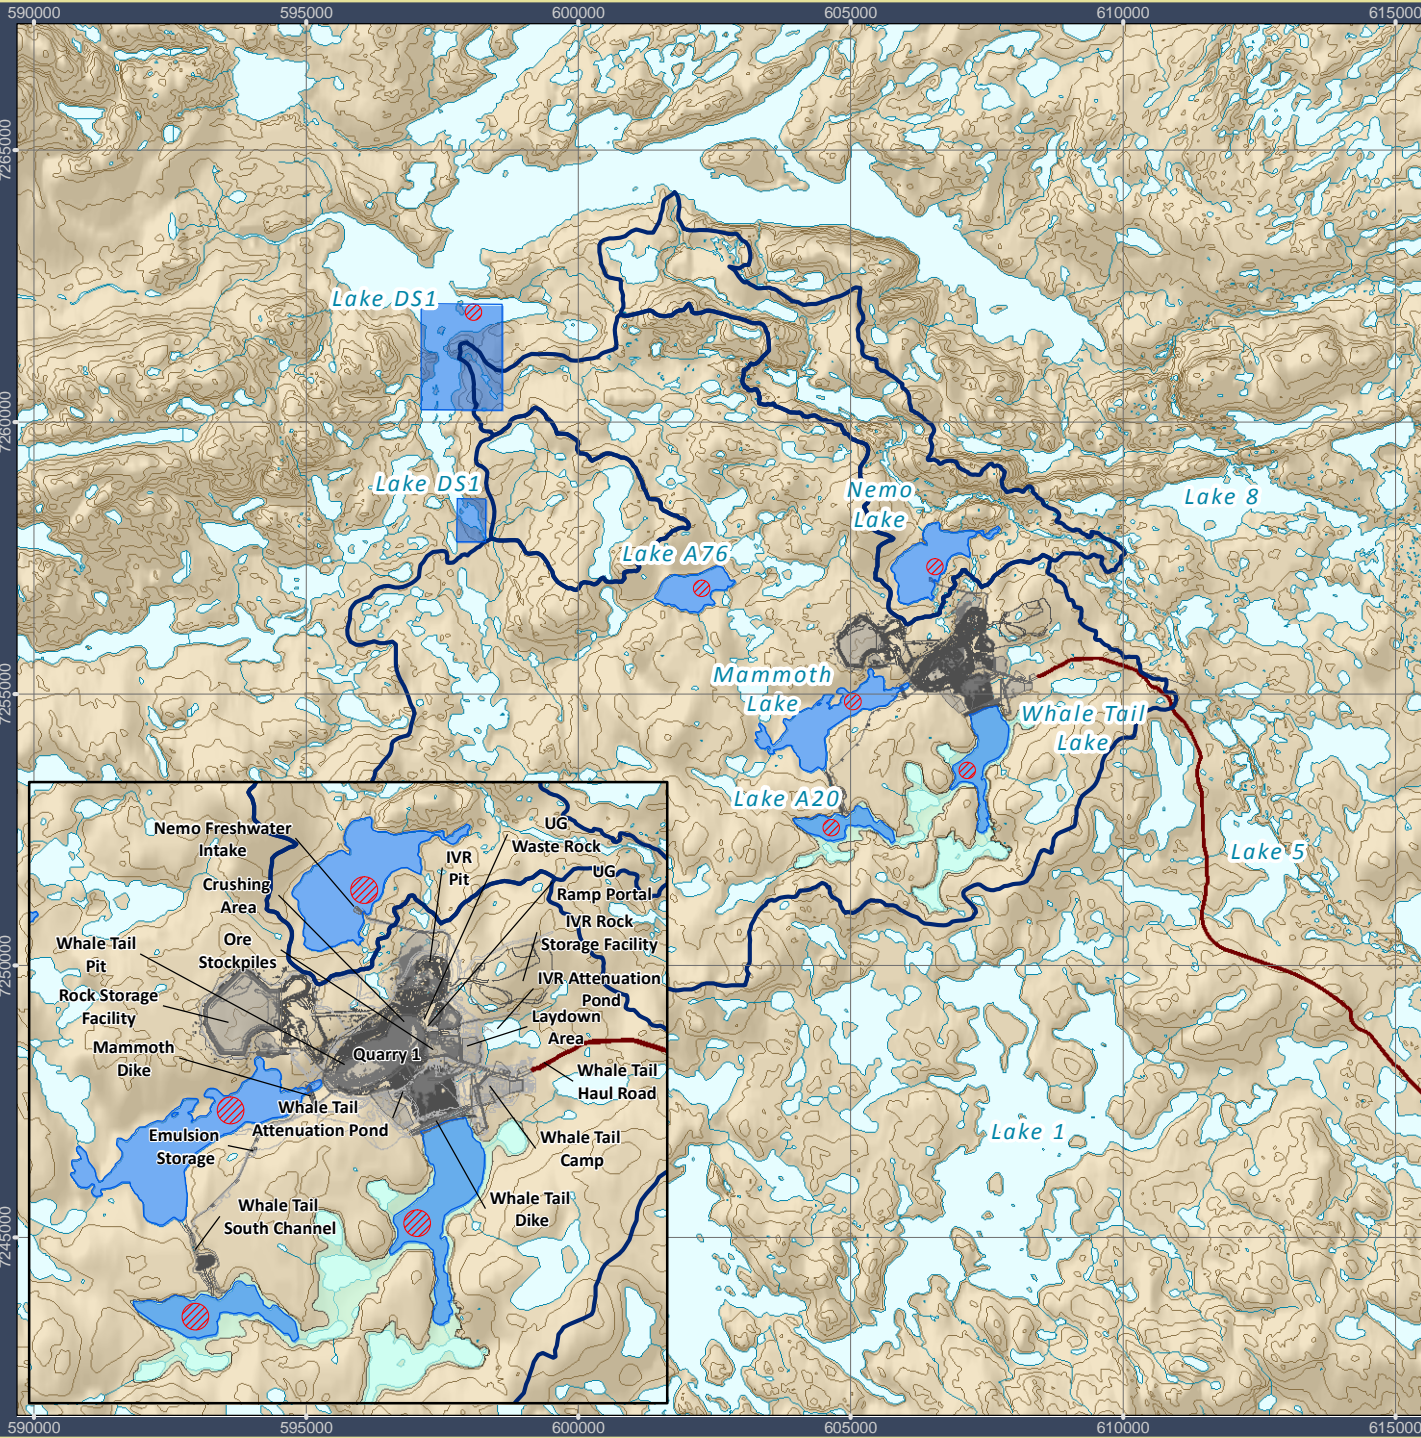 590000
595000
600000
605000
610000
615000
7265000
7260000
7255000
7250000
7245000
Lake DS1
Lake DS1
Nemo
Lake
Lake 8
Lake A76
Mammoth
Lake
Whale Tail
Lake
Lake A20
Lake 5
Lake 1
Nemo Freshwater
Intake
UG
Waste Rock
IVR
Pit
UG
Ramp Portal
Crushing
Area
IVR Rock
Storage Facility
Ore
Stockpiles
Whale Tail
Pit
IVR Attenuation
Pond
Rock Storage
Facility
Laydown
Area
Mammoth
Dike
Quarry 1
Whale Tail
Haul Road
Whale Tail
Attenuation Pond
Emulsion
Storage
Whale Tail
Camp
Whale Tail
South Channel
Whale Tail
Dike
590000
595000
600000
605000
610000
615000